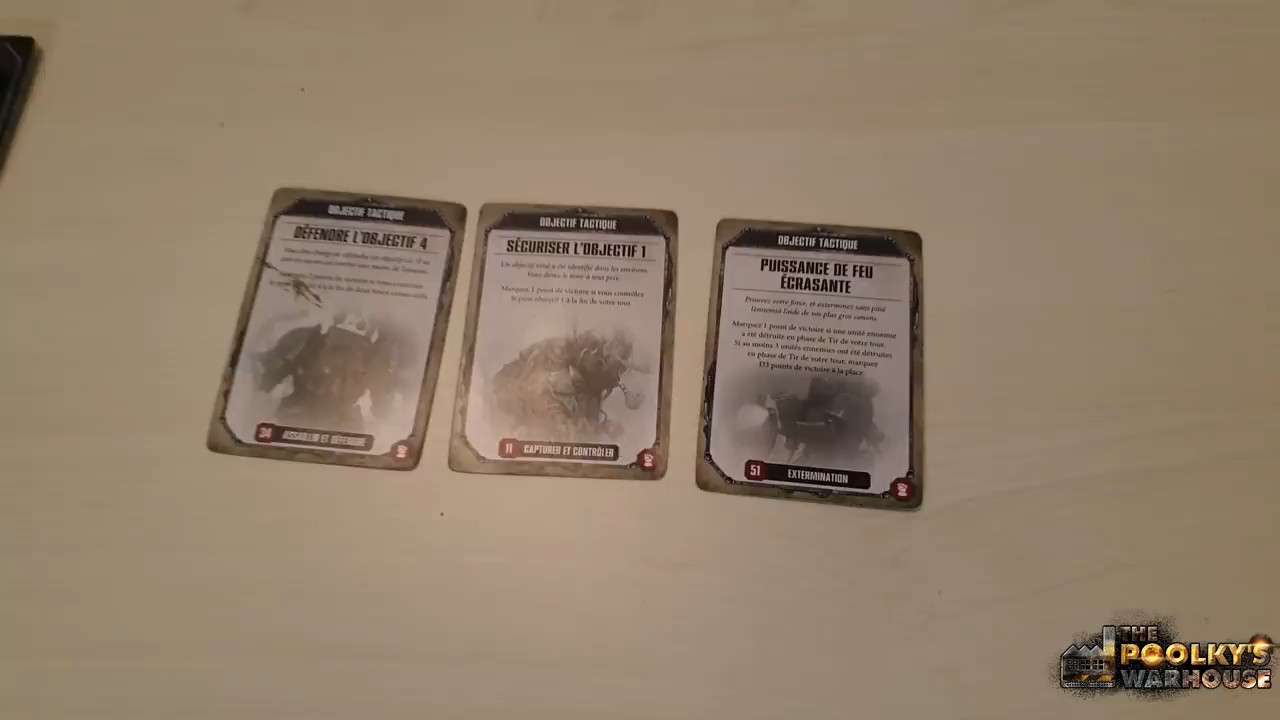 OBJECTIF TACTIQUE
DÉFENDRE L'OBJECTIF 4
34
ASSAILLIR ET DÉFENDRE
OBJECTIF TACTIQUE
SÉCURISER L'OBJECTIF 1
Un objectif vital a été identifié dans les environs.
Vous devez le tenir à tout prix.
Marquez 1 point de victoire si vous contrôlez
le pion objectif 1 à la fin de votre tour.
11
CAPTURER ET CONTRÔLER
OBJECTIF TACTIQUE
PUISSANCE DE FEU
ÉCRASANTE
Prouvez votre force, et exterminez sans pitié
l'ennemi à l'aide de vos plus gros canons.
Marquez 1 point de victoire si une unité ennemie
a été détruite en phase de Tir de votre tour.
Si au moins 3 unités ennemies ont été détruites
en phase de Tir de votre tour, marquez
D3 points de victoire à la place.
51
EXTERMINATION
THE
POOLKY'S
WARHOUSE